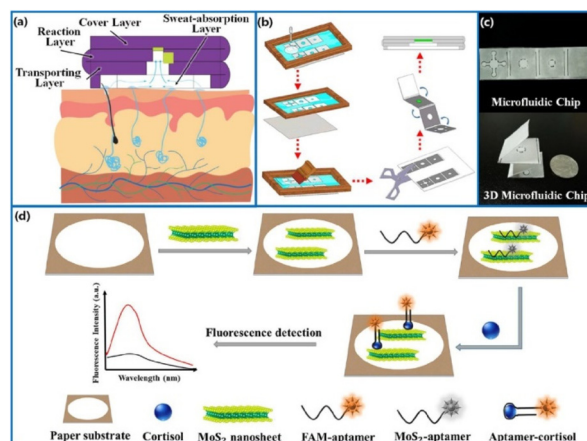 (a)
Cover Layer
Sweat-absorption
Layer
Reaction
Layer
Transporting
Layer
(b)
(c)
Microfluidic Chip
3D Microfluidic Chip
(d)
Fluorescence Intensity (a.u.)
Wavelength (nm)
Fluorescence detection
Paper substrate
Cortisol
MoS₂ nanosheet
FAM-aptamer
MoS₂-aptamer
Aptamer-cortisol